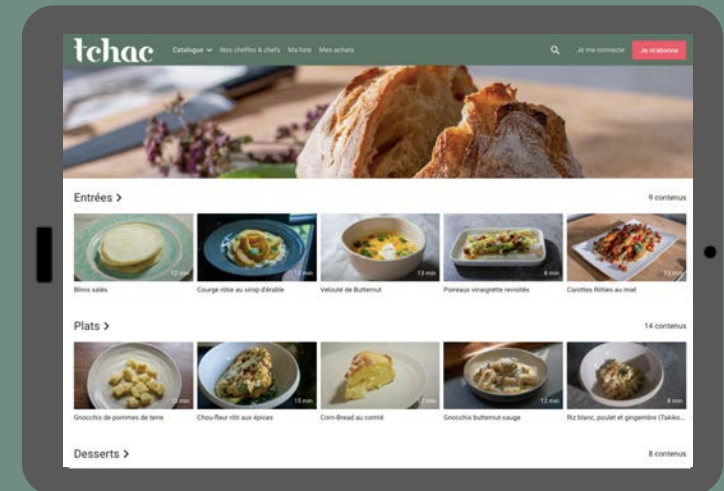 tchac
Catalogue Nos cheffes & chefs Ma liste Mes achats Je me connecte Je m'abonne
Entrées > 9 contenus
12 min 13 min 8 min 13 min
Blinis salés Courge rôtie au sirop d'érable Velouté de Butternut Poireaux vinaigrette revisités Carottes Rôties au miel
Plats > 14 contenus
15 min 12 min 8 min
Gnocchis de pommes de terre Chou-fleur rôti aux épices Corn-Bread au comté Gnocchis butternut-sauge Riz blanc, poulet et gingembre (Takiko...
Desserts > 8 contenus